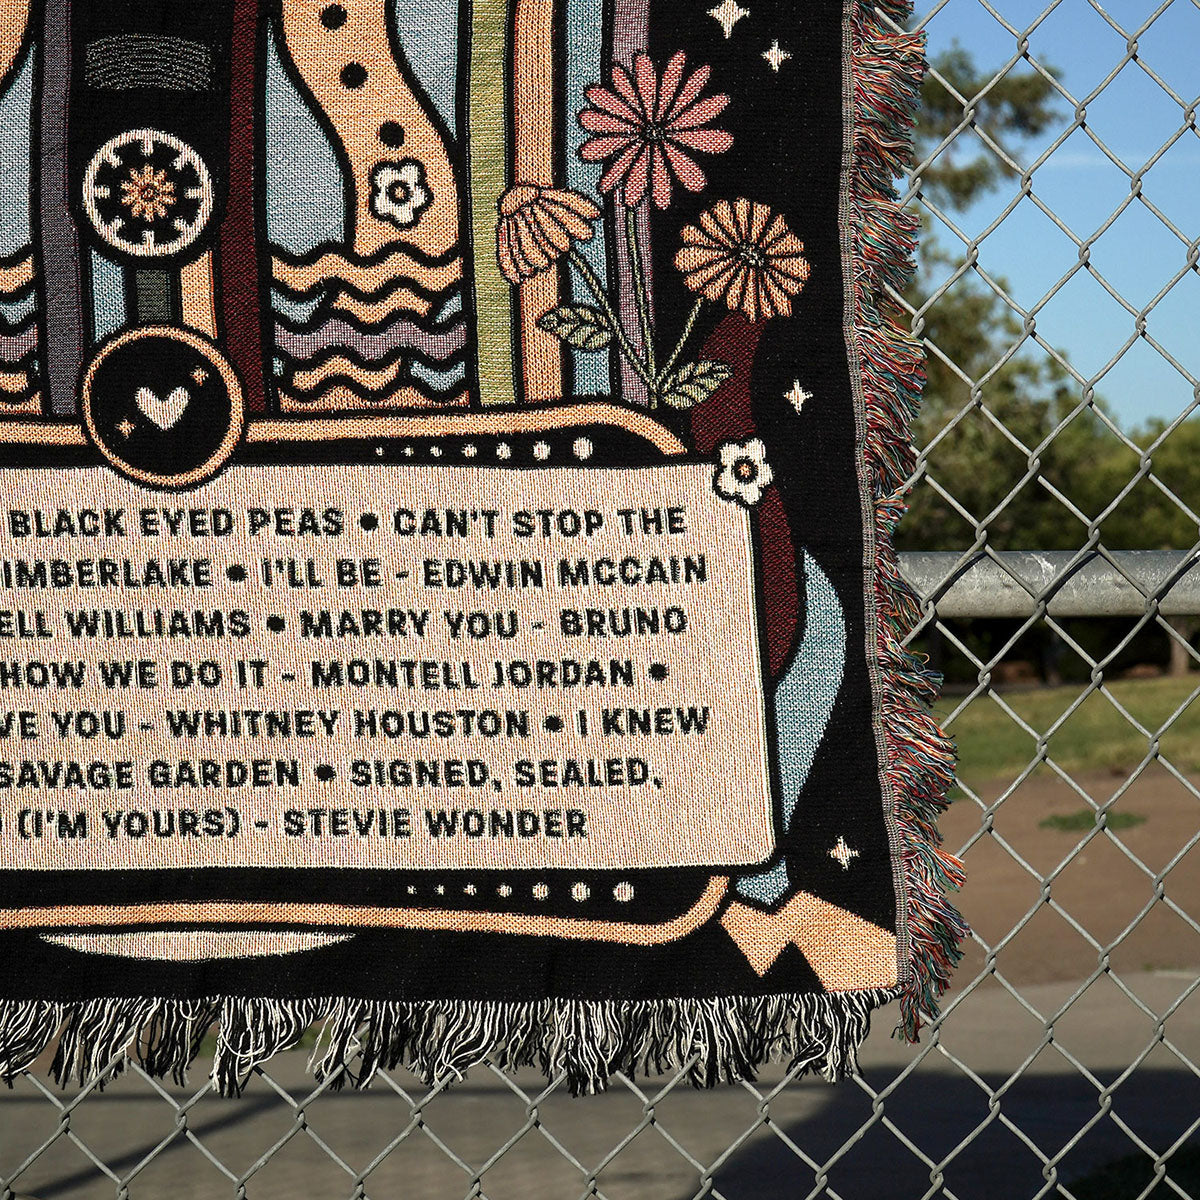 BLACK EYED PEAS • CAN'T STOP THE
IMBERLAKE • I'LL BE - EDWIN MCCAIN
ELL WILLIAMS • MARRY YOU - BRUNO
HOW WE DO IT - MONTELL JORDAN •
VE YOU - WHITNEY HOUSTON • I KNEW
SAVAGE GARDEN • SIGNED, SEALED,
(I'M YOURS) - STEVIE WONDER